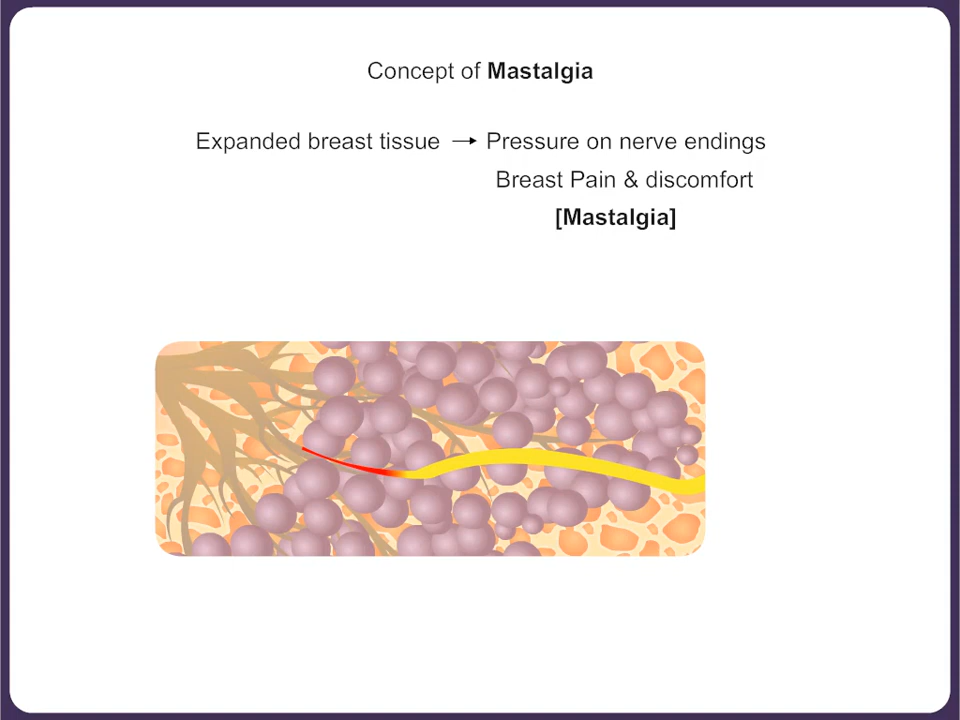 Concept of Mastalgia
Expanded breast tissue → Pressure on nerve endings
Breast Pain & discomfort
[Mastalgia]